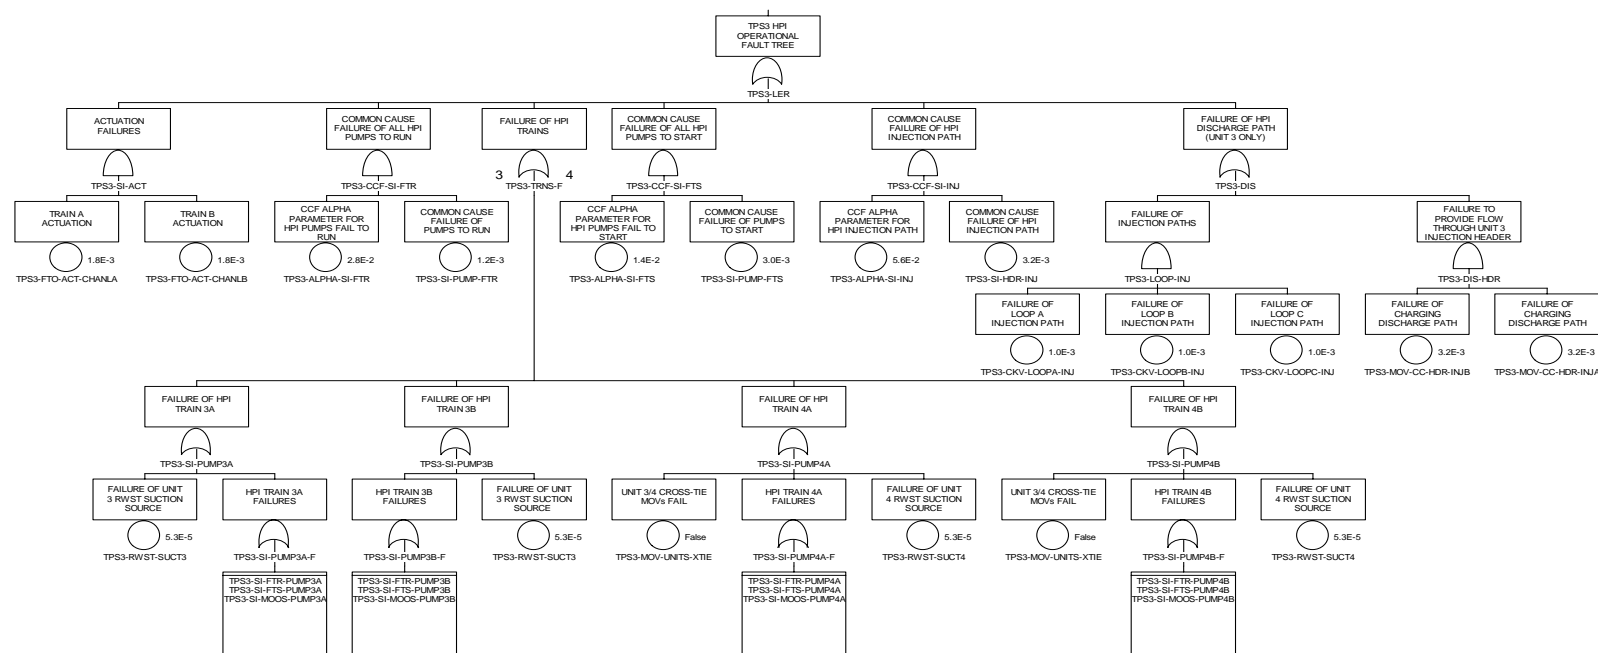 TPS3 HPI
OPERATIONAL
FAULT TREE
TPS3-LER
ACTUATION
FAILURES
TPS3-SI-ACT
COMMON CAUSE
FAILURE OF ALL HPI
PUMPS TO RUN
TPS3-CCF-SI-FTR
FAILURE OF HPI
TRAINS
3
4
TPS3-TRNS-F
COMMON CAUSE
FAILURE OF ALL HPI
PUMPS TO START
TPS3-CCF-SI-FTS
COMMON CAUSE
FAILURE OF HPI
INJECTION PATH
TPS3-CCF-SI-INJ
FAILURE OF HPI
DISCHARGE PATH
(UNIT 3 ONLY)
TPS3-DIS
TRAIN A
ACTUATION
1.8E-3
TPS3-FTO-ACT-CHANLA
TRAIN B
ACTUATION
1.8E-3
TPS3-FTO-ACT-CHANLB
CCF ALPHA
PARAMETER FOR
HPI PUMPS FAIL TO
RUN
2.8E-2
TPS3-ALPHA-SI-FTR
COMMON CAUSE
FAILURE OF
PUMPS TO RUN
1.2E-3
TPS3-SI-PUMP-FTR
CCF ALPHA
PARAMETER FOR
HPI PUMPS FAIL TO
START
1.4E-2
TPS3-ALPHA-SI-FTS
COMMON CAUSE
FAILURE OF PUMPS
TO START
3.0E-3
TPS3-SI-PUMP-FTS
CCF ALPHA
PARAMETER FOR
HPI INJECTION PATH
5.6E-2
TPS3-ALPHA-SI-INJ
COMMON CAUSE
FAILURE OF HPI
INJECTION PATH
3.2E-3
TPS3-SI-HDR-INJ
FAILURE OF
INJECTION PATHS
TPS3-LOOP-INJ
FAILURE TO
PROVIDE FLOW
THROUGH UNIT 3
INJECTION HEADER
TPS3-DIS-HDR
FAILURE OF
LOOP A
INJECTION PATH
1.0E-3
TPS3-CKV-LOOPA-INJ
FAILURE OF
LOOP B
INJECTION PATH
1.0E-3
TPS3-CKV-LOOPB-INJ
FAILURE OF
LOOP C
INJECTION PATH
1.0E-3
TPS3-CKV-LOOPC-INJ
FAILURE OF
CHARGING
DISCHARGE PATH
3.2E-3
TPS3-MOV-CC-HDR-INJB
FAILURE OF
CHARGING
DISCHARGE PATH
3.2E-3
TPS3-MOV-CC-HDR-INJA
FAILURE OF HPI
TRAIN 3A
TPS3-SI-PUMP3A
FAILURE OF HPI
TRAIN 3B
TPS3-SI-PUMP3B
FAILURE OF HPI
TRAIN 4A
TPS3-SI-PUMP4A
FAILURE OF HPI
TRAIN 4B
TPS3-SI-PUMP4B
FAILURE OF UNIT
3 RWST SUCTION
SOURCE
5.3E-5
TPS3-RWST-SUCT3
HPI TRAIN 3A
FAILURES
TPS3-SI-PUMP3A-F
TPS3-SI-FTR-PUMP3A
TPS3-SI-FTS-PUMP3A
TPS3-SI-MOOS-PUMP3A
HPI TRAIN 3B
FAILURES
TPS3-SI-PUMP3B-F
TPS3-SI-FTR-PUMP3B
TPS3-SI-FTS-PUMP3B
TPS3-SI-MOOS-PUMP3B
FAILURE OF UNIT
3 RWST SUCTION
SOURCE
5.3E-5
TPS3-RWST-SUCT3
UNIT 3/4 CROSS-TIE
MOVs FAIL
False
TPS3-MOV-UNITS-XTIE
HPI TRAIN 4A
FAILURES
TPS3-SI-PUMP4A-F
TPS3-SI-FTR-PUMP4A
TPS3-SI-FTS-PUMP4A
TPS3-SI-MOOS-PUMP4A
FAILURE OF UNIT
4 RWST SUCTION
SOURCE
5.3E-5
TPS3-RWST-SUCT4
UNIT 3/4 CROSS-TIE
MOVs FAIL
False
TPS3-MOV-UNITS-XTIE
HPI TRAIN 4B
FAILURES
TPS3-SI-PUMP4B-F
TPS3-SI-FTR-PUMP4B
TPS3-SI-FTS-PUMP4B
TPS3-SI-MOOS-PUMP4B
FAILURE OF UNIT
4 RWST SUCTION
SOURCE
5.3E-5
TPS3-RWST-SUCT4